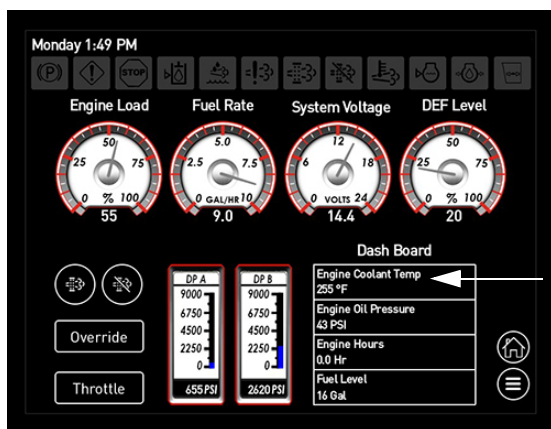 Monday 1:49 PM
(P) STOP
Engine Load Fuel Rate System Voltage DEF Level
50 5.0 12 50
25 75 2.5 7.5 6 18 25 75
0 % 100 0 GAL/HR 10 0 VOLTS 24 0 % 100
55 9.0 14.4 20
Dash Board
DP A DP B
Engine Coolant Temp
255 °F
9000 9000
6750 6750
Engine Oil Pressure
43 PSI
4500 4500
Override
Engine Hours
0.0 Hr
2250 2250
0 0
Fuel Level
16 Gal
Throttle
655 PSI 2620 PSI